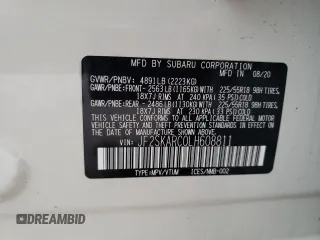 MFD. BY SUBARU CORPORATION 08/20
GVWR/PNBV: 4891LB(2223KG)
GAWR/PNBE: FRONT- 2563LB(1165KG) WITH 225/55R18 98H TIRES,
18X7J RIMS AT 240 KPA(35 PSI)COLD
GAWR/PNBE: REAR - 2486LB(1130KG) WITH 225/55R18 98H TIRES,
18X7J RIMS AT 230 KPA(33 PSI)COLD
THIS VEHICLE CONFORMS TO ALL APPLICABLE FEDERAL MOTOR
VEHICLE SAFETY, BUMPER, AND THEFT PREVENTION STANDARDS
IN EFFECT ON THE DATE OF MANUFACTURE SHOWN ABOVE.
VIN: JF2SKARC0LH608811
TYPE:MPV/VTUM ICES/NMB-002